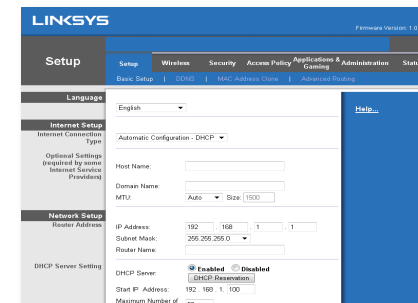 LINKSYS
Firmware Version: 1.0
Setup
Setup Wireless Security Access Policy Applications & Gaming Administration Statu
Basic Setup | DDNS | MAC Address Clone | Advanced Routing
Language
English
Help...
Internet Setup
Internet Connection Type
Automatic Configuration - DHCP
Optional Settings
(required by some
Internet Service
Providers)
Host Name:
Domain Name:
MTU: Auto Size: 1500
Network Setup
Router Address
IP Address: 192 . 168 . 1 . 1
Subnet Mask: 255.255.255.0
Router Name:
DHCP Server Setting
DHCP Server: Enabled Disabled
DHCP Reservation
Start IP Address: 192 . 168 . 1. 100
Maximum Number of